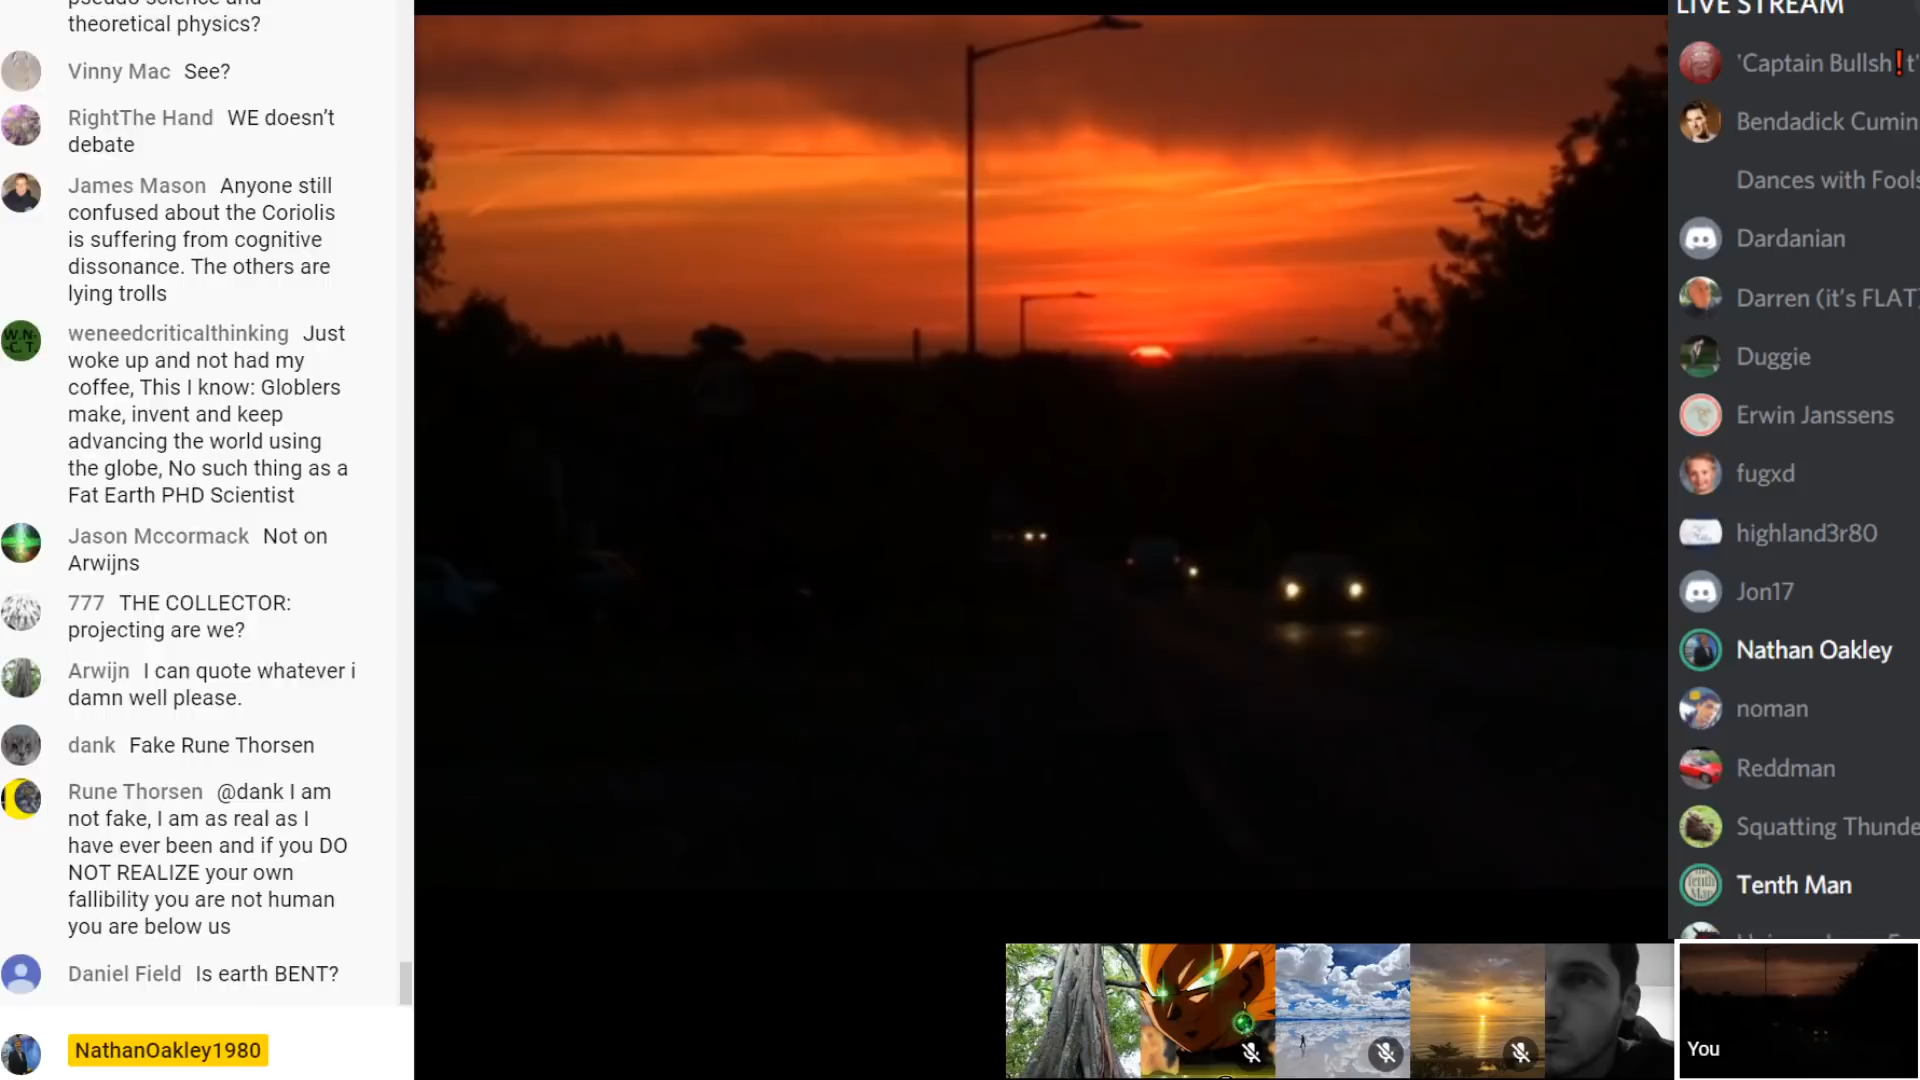 pseudo science and
theoretical physics?
Vinny Mac See?
RightThe Hand WE doesn't
debate
James Mason Anyone still
confused about the Coriolis
is suffering from cognitive
dissonance. The others are
lying trolls
weneedcriticalthinking Just
woke up and not had my
coffee, This I know: Globlers
make, invent and keep
advancing the world using
the globe, No such thing as a
Fat Earth PHD Scientist
Jason Mccormack Not on
Arwijns
777 THE COLLECTOR:
projecting are we?
Arwijn I can quote whatever i
damn well please.
dank Fake Rune Thorsen
Rune Thorsen @dank I am
not fake, I am as real as I
have ever been and if you DO
NOT REALIZE your own
fallibility you are not human
you are below us
Daniel Field Is earth BENT?
NathanOakley1980
W.N-
C.T.
LIVE STREAM
'Captain Bullsh❗t'
Bendadick Cumin
Dances with Fools
Dardanian
Darren (it's FLAT
Duggie
Erwin Janssens
fugxd
highland3r80
Jon17
Nathan Oakley
noman
Reddman
Squatting Thunde
Tenth Man
You